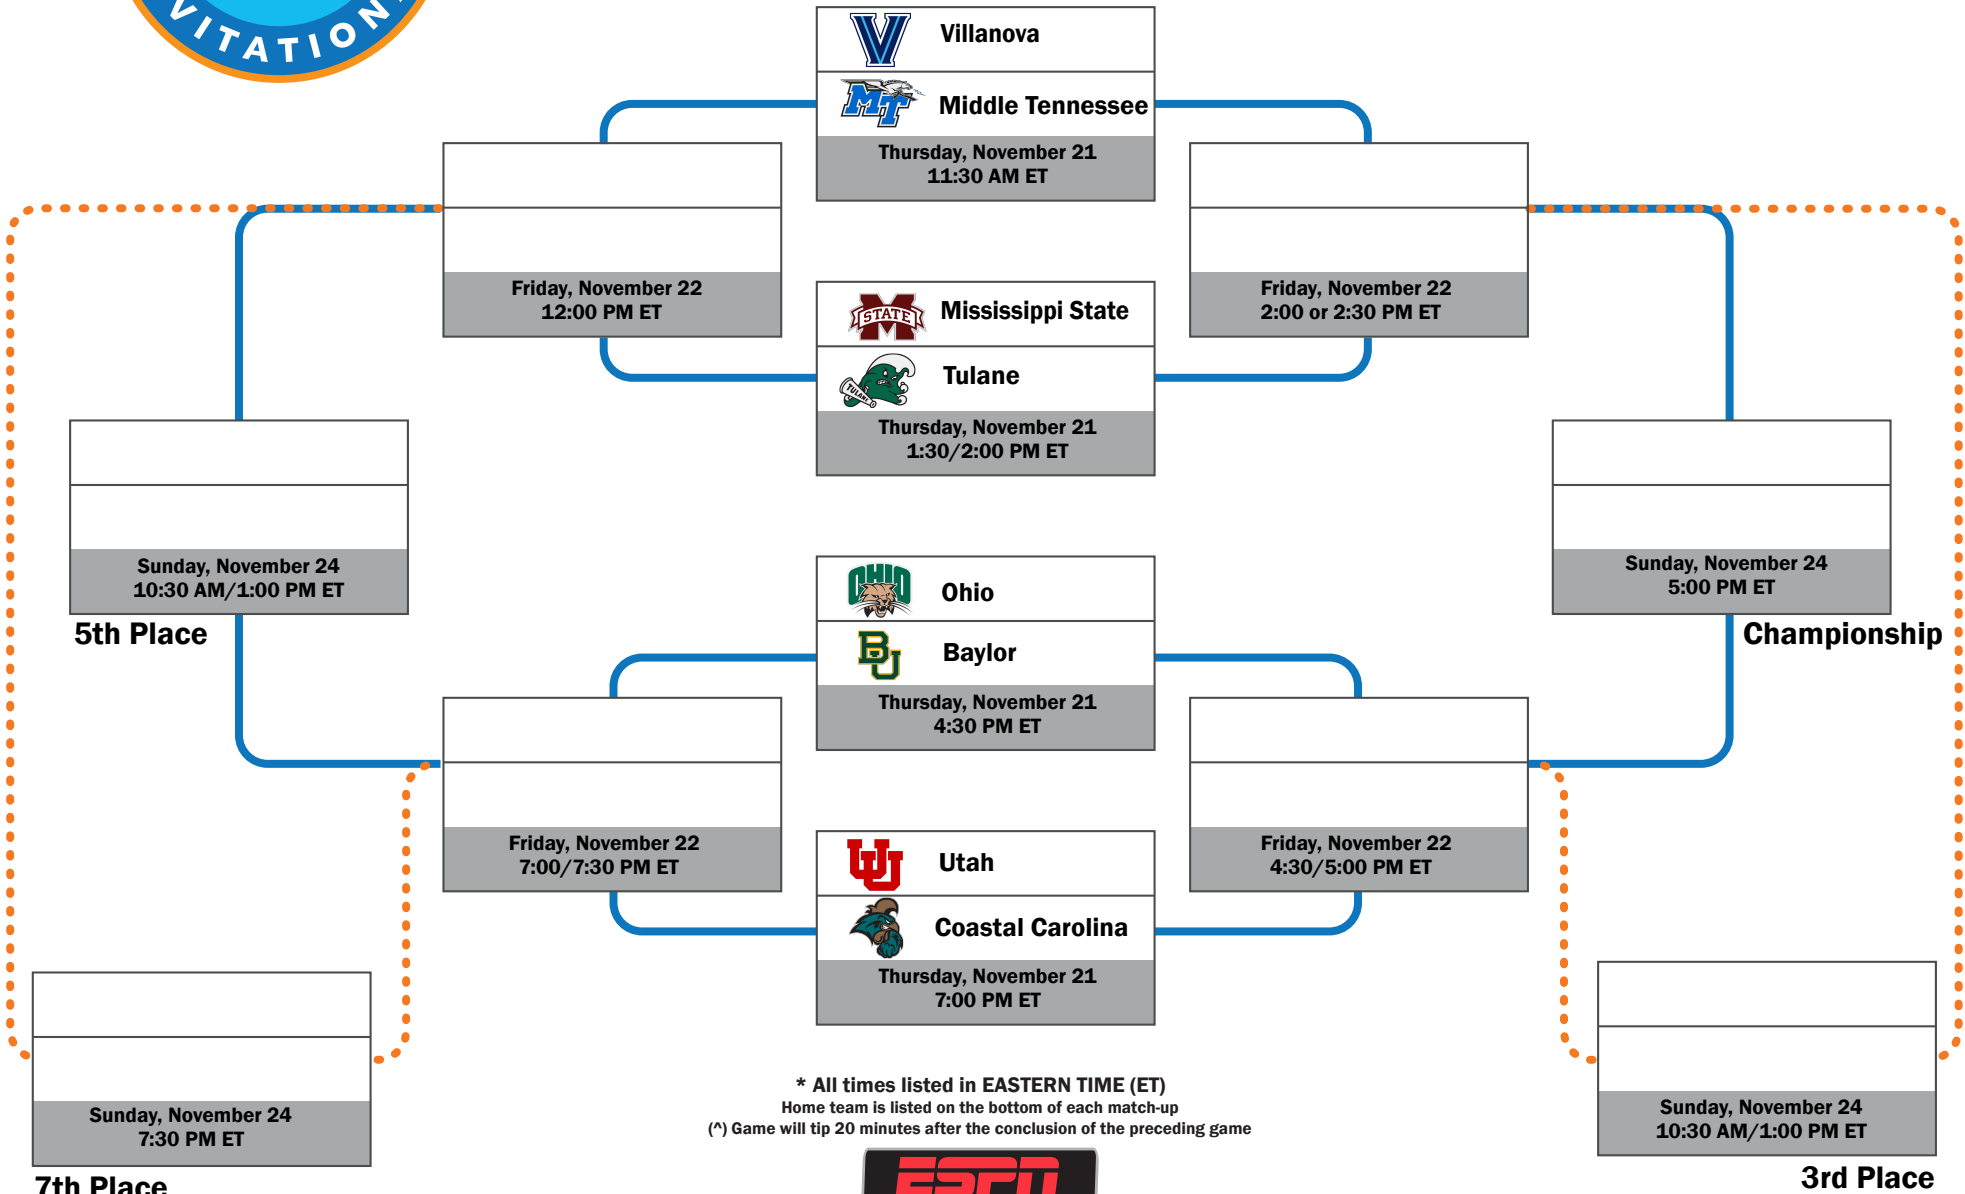 VITATION
Villanova
MT
Middle Tennessee
Thursday, November 21
11:30 AM ET
Friday, November 22
12:00 PM ET
Friday, November 22
2:00 or 2:30 PM ET
STATE
Mississippi State
TULANE
Tulane
Thursday, November 21
1:30/2:00 PM ET
Sunday, November 24
10:30 AM/1:00 PM ET
5th Place
Sunday, November 24
5:00 PM ET
Championship
OHIO
Ohio
BU
Baylor
Thursday, November 21
4:30 PM ET
Friday, November 22
7:00/7:30 PM ET
Friday, November 22
4:30/5:00 PM ET
Utah
Coastal Carolina
Thursday, November 21
7:00 PM ET
Sunday, November 24
7:30 PM ET
7th Place
Sunday, November 24
10:30 AM/1:00 PM ET
3rd Place
* All times listed in EASTERN TIME (ET)
Home team is listed on the bottom of each match-up
(^) Game will tip 20 minutes after the conclusion of the preceding game
ESPN